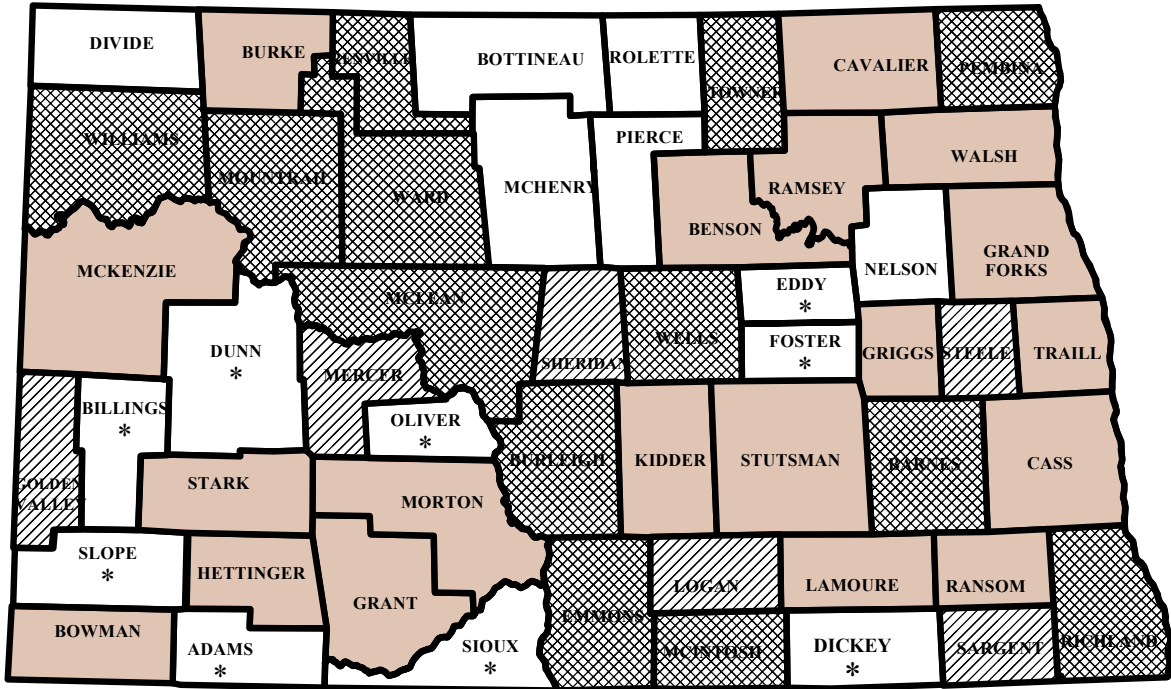 DIVIDE
BURKE
RENVILLE
BOTTINEAU
ROLETTE
TOWNER
CAVALIER
PEMBINA
WILLIAMS
MOUNTRAIL
WARD
MCHENRY
PIERCE
BENSON
RAMSEY
WALSH
MCKENZIE
MCLEAN
SHERIDAN
WELLS
EDDY
*
NELSON
GRAND
FORKS
DUNN
*
MERCER
FOSTER
*
GRIGGS
STEELE
TRAILL
BILLINGS
*
OLIVER
*
GOLDEN
VALLEY
STARK
MORTON
BURLEIGH
KIDDER
STUTSMAN
BARNES
CASS
SLOPE
*
HETTINGER
GRANT
EMMONS
LOGAN
LAMOURE
RANSOM
BOWMAN
ADAMS
*
SIOUX
*
MCINTOSH
DICKEY
*
SARGENT
RICHLAND